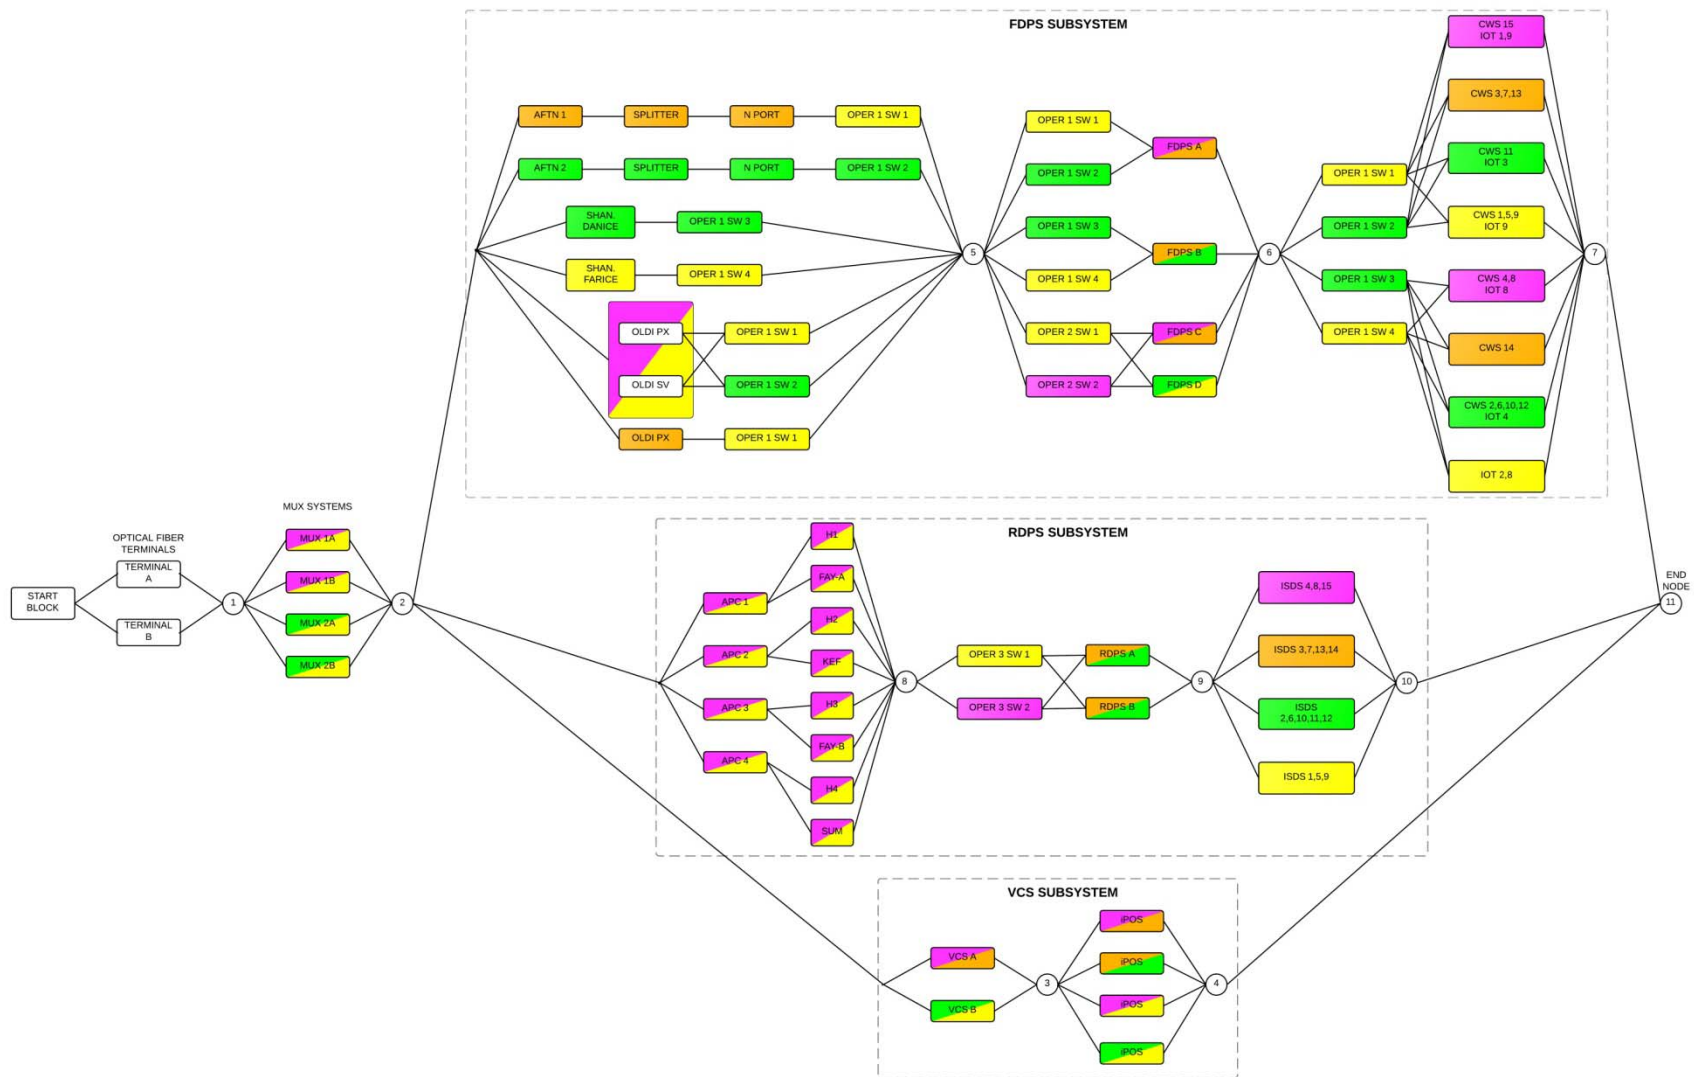 FDPS SUBSYSTEM
AFTN 1
SPLITTER
N PORT
OPER 1 SW 1
AFTN 2
SPLITTER
N PORT
OPER 1 SW 2
SHAN.
DANICE
OPER 1 SW 3
SHAN.
FARICE
OPER 1 SW 4
OLDI PX
OPER 1 SW 1
OLDI SV
OPER 1 SW 2
OLDI PX
OPER 1 SW 1
5
OPER 1 SW 1
OPER 1 SW 2
OPER 1 SW 3
OPER 1 SW 4
OPER 2 SW 1
OPER 2 SW 2
FDPS A
FDPS B
FDPS C
FDPS D
6
OPER 1 SW 1
OPER 1 SW 2
OPER 1 SW 3
OPER 1 SW 4
CWS 15
IOT 1,9
CWS 3,7,13
CWS 11
IOT 3
CWS 1,5,9
IOT 9
CWS 4,8
IOT 8
CWS 14
CWS 2,6,10,12
IOT 4
IOT 2,8
7
START
BLOCK
OPTICAL FIBER
TERMINALS
TERMINAL
A
TERMINAL
B
1
MUX SYSTEMS
MUX 1A
MUX 1B
MUX 2A
MUX 2B
2
RDPS SUBSYSTEM
APC 1
APC 2
APC 3
APC 4
H1
FAY-A
H2
KEF
H3
FAY-B
H4
SUM
8
OPER 3 SW 1
OPER 3 SW 2
RDPS A
RDPS B
9
ISDS 4,8,15
ISDS 3,7,13,14
ISDS
2,6,10,11,12
ISDS 1,5,9
10
END
NODE
11
VCS SUBSYSTEM
VCS A
VCS B
3
iPOS
iPOS
iPOS
iPOS
4